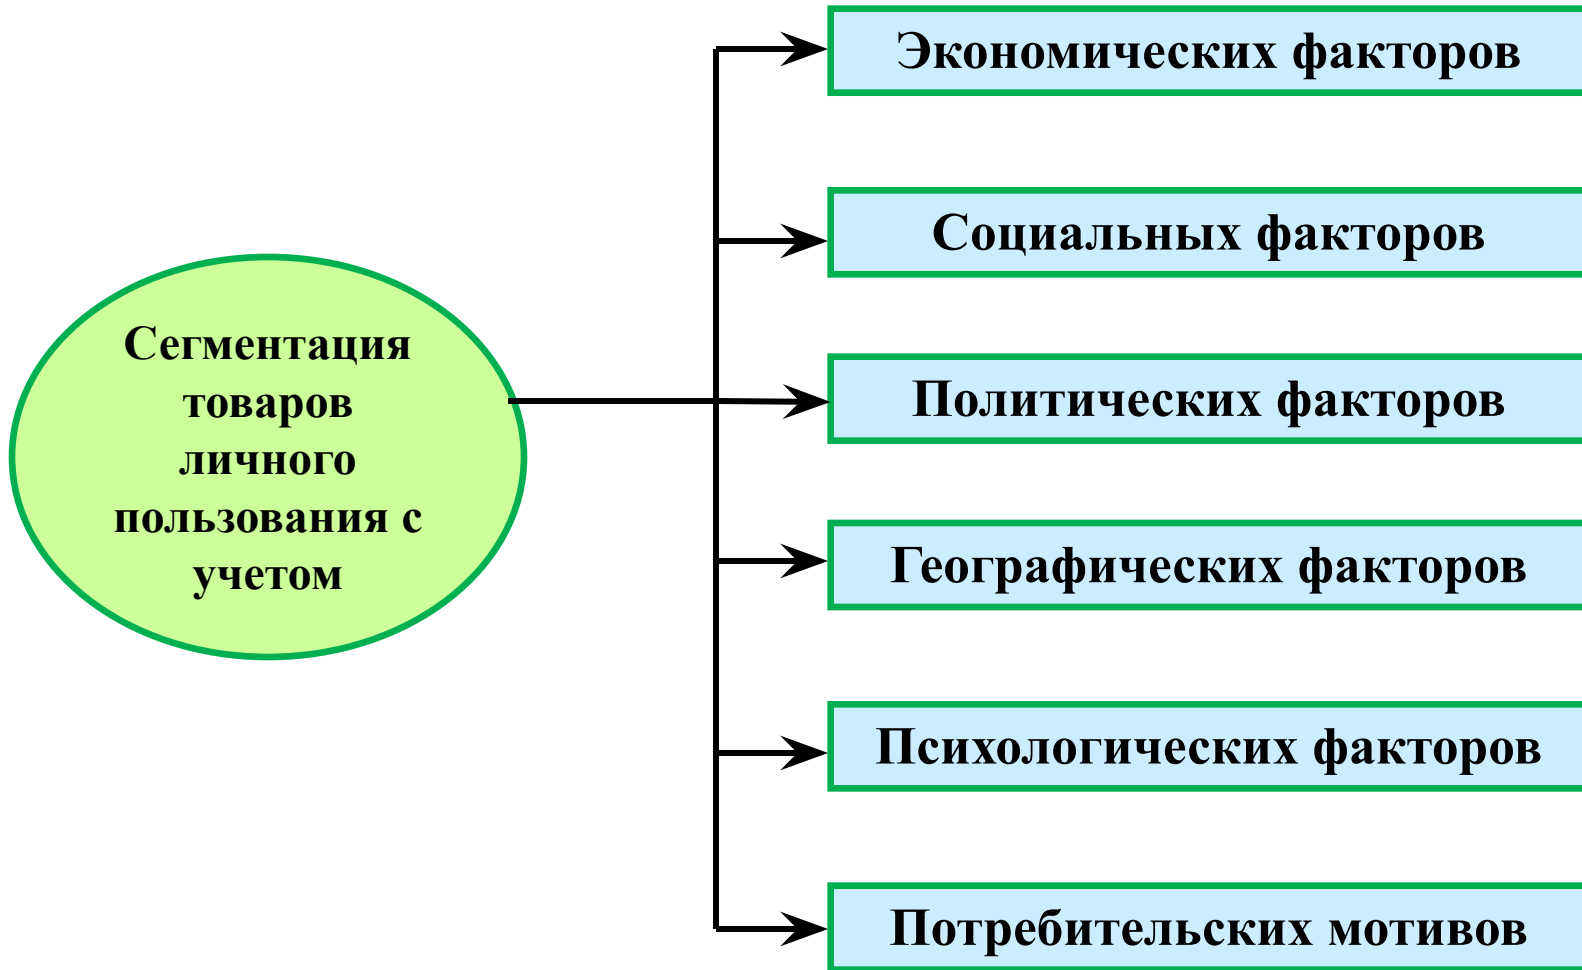 Экономических факторов
Социальных факторов
Сегментация
товаров
личного
пользования с
учетом
Политических факторов
Географических факторов
Психологических факторов
Потребительских мотивов